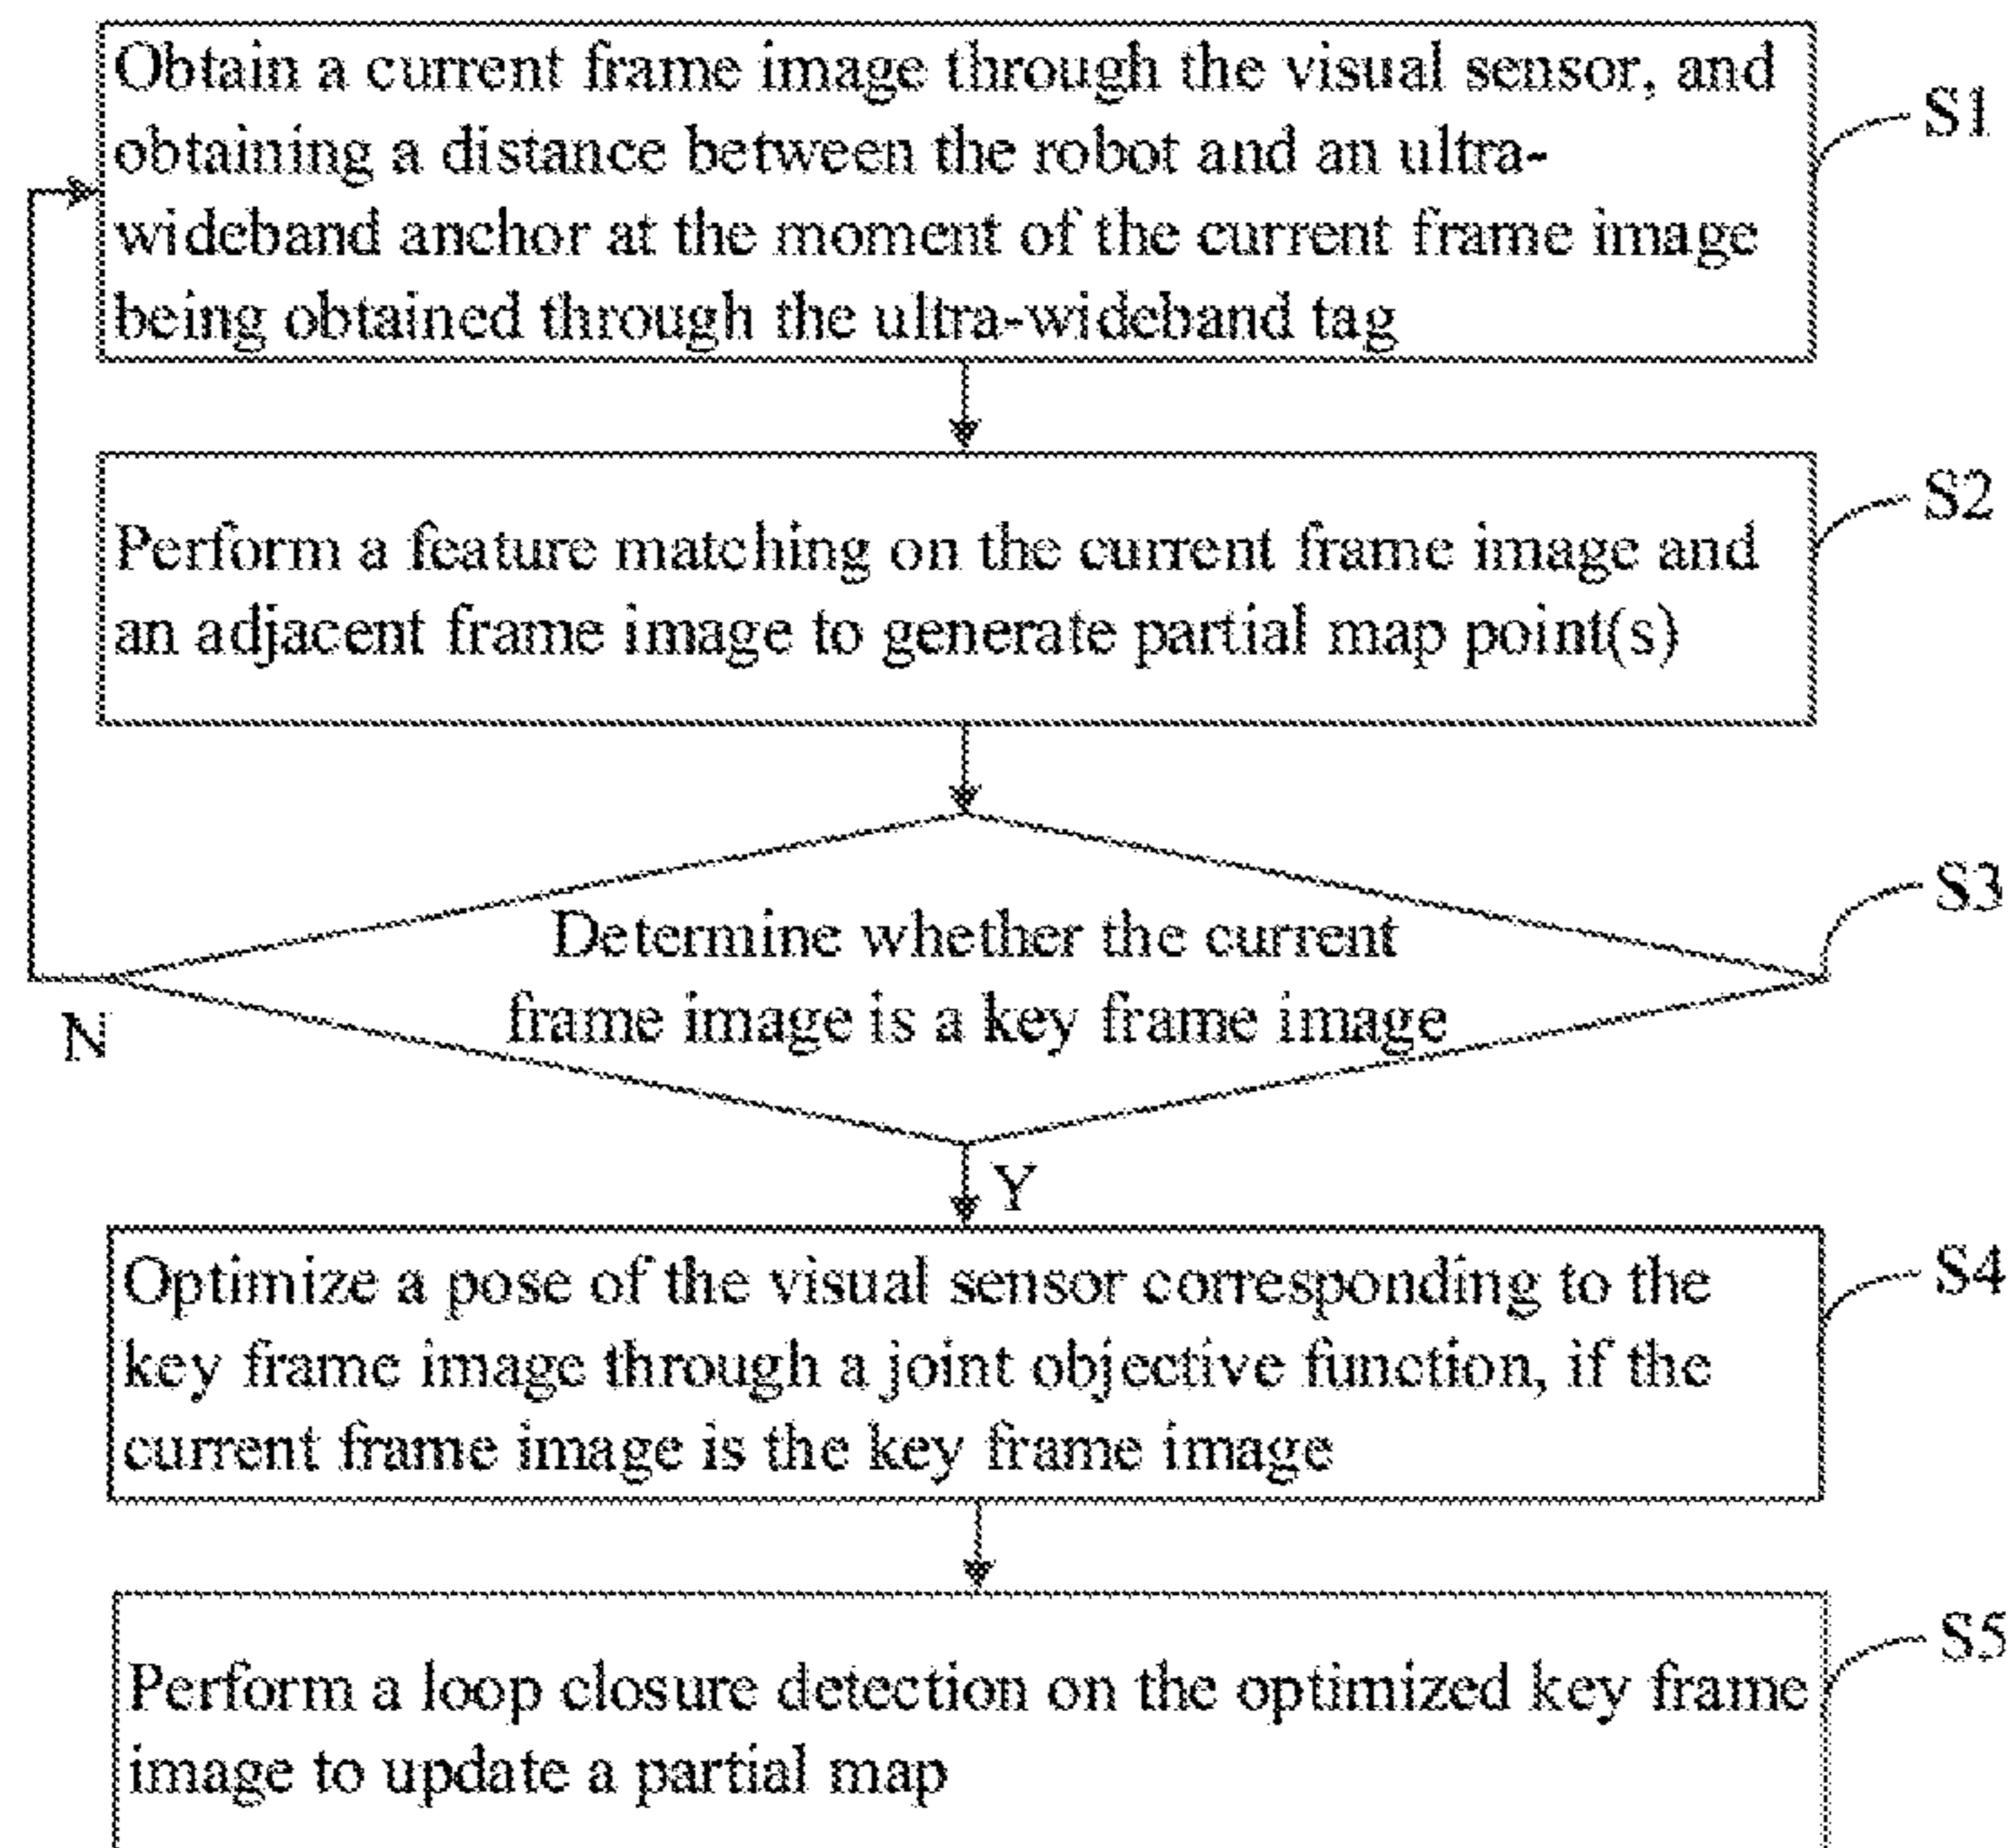 Obtain a current frame image through the visual sensor, and
obtaining a distance between the robot and an ultra-
wideband anchor at the moment of the current frame image
being obtained through the ultra-wideband tag
S1
Perform a feature matching on the current frame image and
an adjacent frame image to generate partial map point(s)
S2
Determine whether the current
frame image is a key frame image
S3
N
Y
Optimize a pose of the visual sensor corresponding to the
key frame image through a joint objective function, if the
current frame image is the key frame image
S4
Perform a loop closure detection on the optimized key frame
image to update a partial map
S5